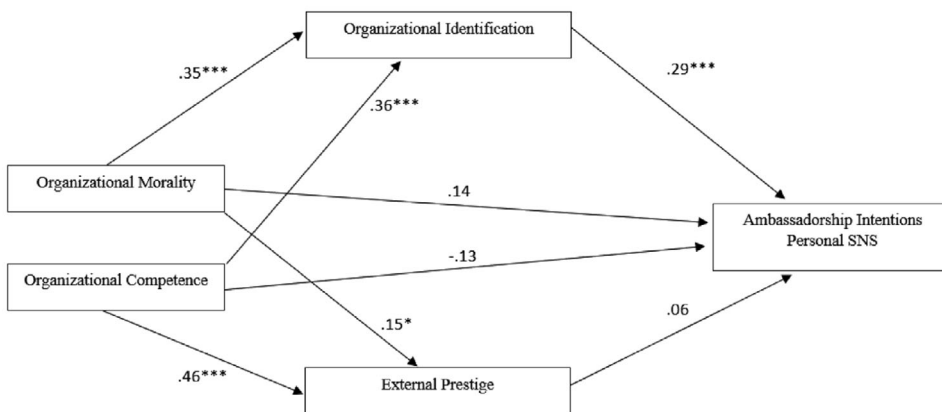 Organizational Identification
.35***
.29***
.36***
Organizational Morality
.14
Ambassadorship Intentions
Personal SNS
-.13
Organizational Competence
.15*
.06
.46***
External Prestige